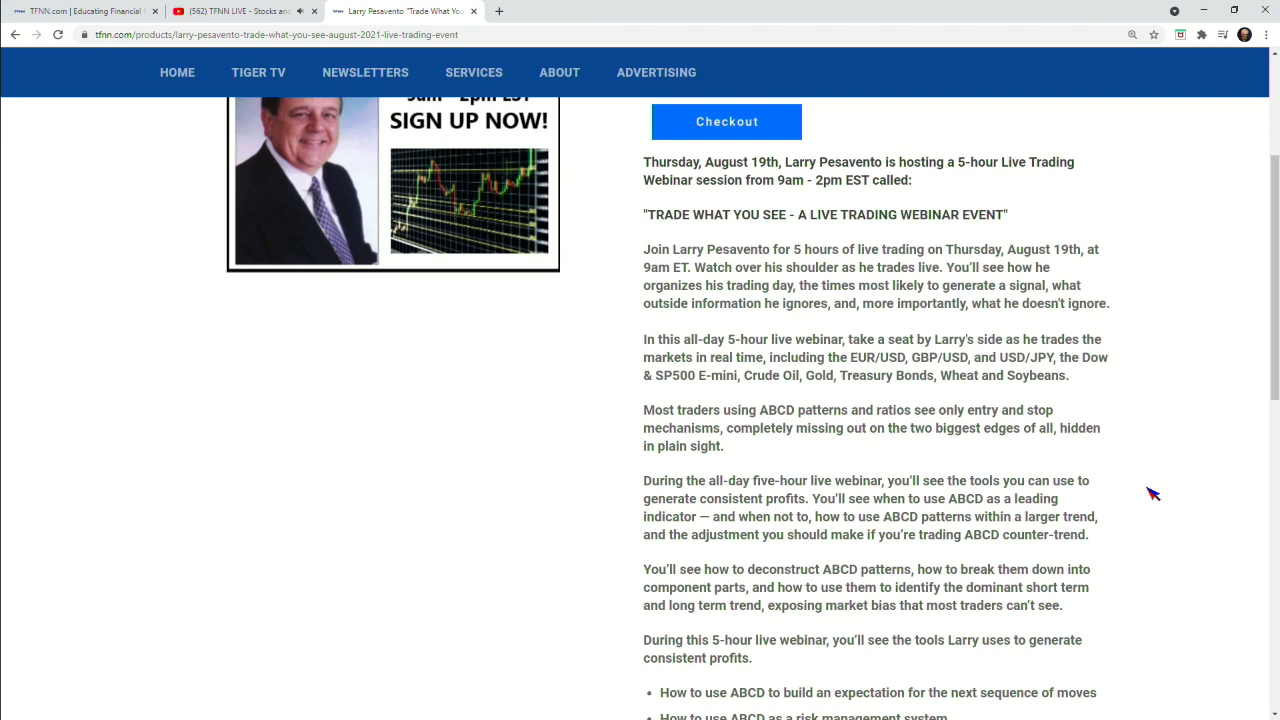 TFNN.com | Educating Financial
(562) TFNN LIVE - Stocks and
Larry Pesavento "Trade What You
tfnn.com/products/larry-pesavento-trade-what-you-see-august-2021-live-trading-event
HOME TIGER TV NEWSLETTERS SERVICES ABOUT ADVERTISING
9am - 2pm EST
SIGN UP NOW!
Checkout
Thursday, August 19th, Larry Pesavento is hosting a 5-hour Live Trading
Webinar session from 9am - 2pm EST called:
"TRADE WHAT YOU SEE - A LIVE TRADING WEBINAR EVENT"
Join Larry Pesavento for 5 hours of live trading on Thursday, August 19th, at
9am ET. Watch over his shoulder as he trades live. You’ll see how he
organizes his trading day, the times most likely to generate a signal, what
outside information he ignores, and, more importantly, what he doesn't ignore.
In this all-day 5-hour live webinar, take a seat by Larry's side as he trades the
markets in real time, including the EUR/USD, GBP/USD, and USD/JPY, the Dow
& SP500 E-mini, Crude Oil, Gold, Treasury Bonds, Wheat and Soybeans.
Most traders using ABCD patterns and ratios see only entry and stop
mechanisms, completely missing out on the two biggest edges of all, hidden
in plain sight.
During the all-day five-hour live webinar, you’ll see the tools you can use to
generate consistent profits. You’ll see when to use ABCD as a leading
indicator — and when not to, how to use ABCD patterns within a larger trend,
and the adjustment you should make if you’re trading ABCD counter-trend.
You’ll see how to deconstruct ABCD patterns, how to break them down into
component parts, and how to use them to identify the dominant short term
and long term trend, exposing market bias that most traders can’t see.
During this 5-hour live webinar, you’ll see the tools Larry uses to generate
consistent profits.
• How to use ABCD to build an expectation for the next sequence of moves
• How to use ABCD as a risk management system